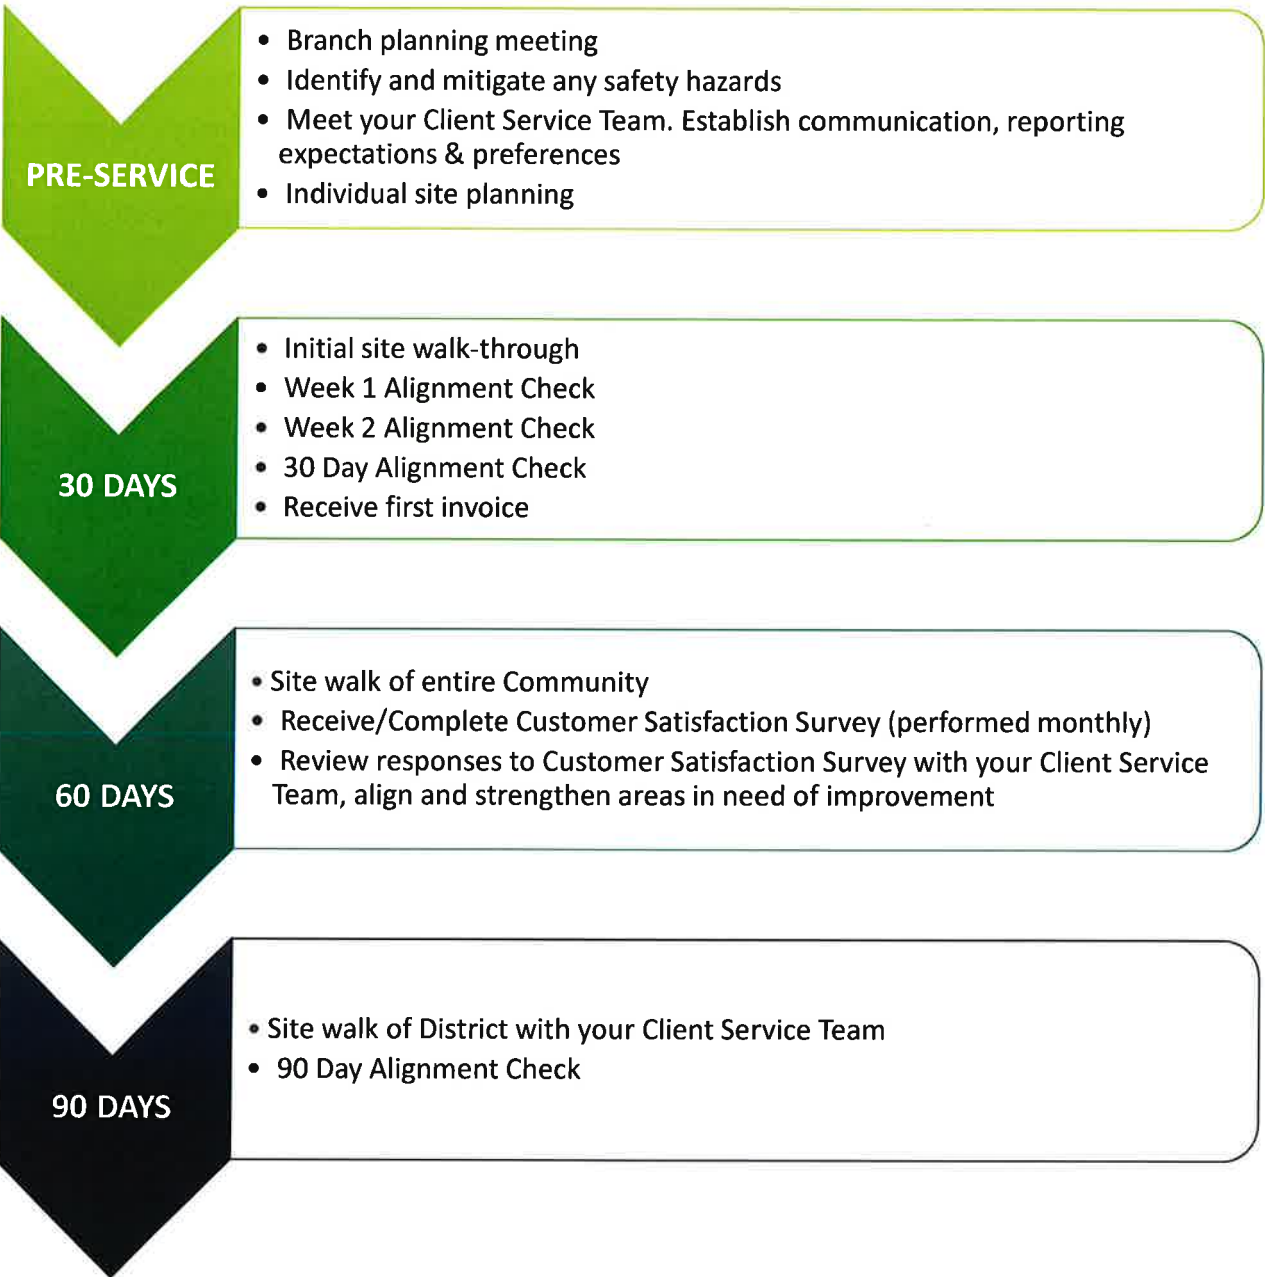 PRE-SERVICE
• Branch planning meeting
• Identify and mitigate any safety hazards
• Meet your Client Service Team. Establish communication, reporting
expectations & preferences
• Individual site planning
30 DAYS
• Initial site walk-through
• Week 1 Alignment Check
• Week 2 Alignment Check
• 30 Day Alignment Check
• Receive first invoice
60 DAYS
• Site walk of entire Community
• Receive/Complete Customer Satisfaction Survey (performed monthly)
• Review responses to Customer Satisfaction Survey with your Client Service
Team, align and strengthen areas in need of improvement
90 DAYS
• Site walk of District with your Client Service Team
• 90 Day Alignment Check